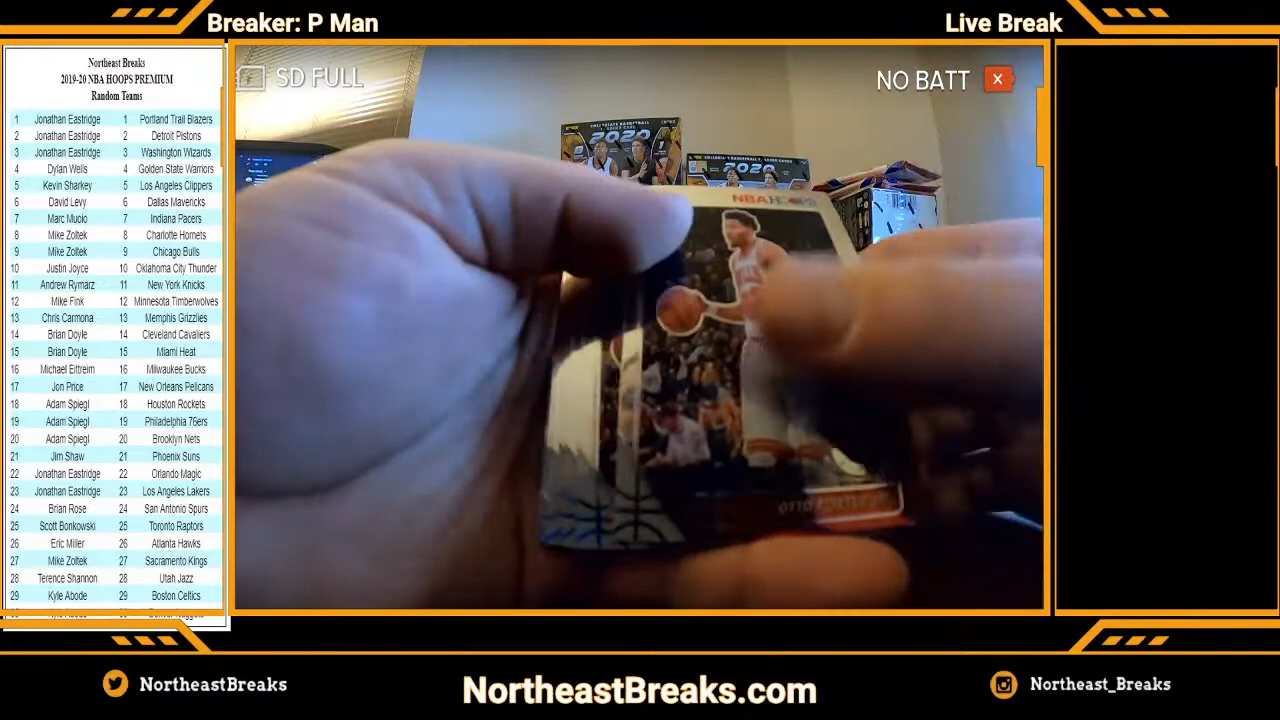 Breaker: P Man
Live Break
Northeast Breaks
2019-20 NBA HOOPS PREMIUM
Random Teams
1 Jonathan Eastridge 1 Portland Trail Blazers
2 Jonathan Eastridge 2 Detroit Pistons
3 Jonathan Eastridge 3 Washington Wizards
4 Dylan Wells 4 Golden State Warriors
5 Kevin Sharkey 5 Los Angeles Clippers
6 David Levy 6 Dallas Mavericks
7 Marc Muoio 7 Indiana Pacers
8 Mike Zoltek 8 Charlotte Hornets
9 Mike Zoltek 9 Chicago Bulls
10 Justin Joyce 10 Oklahoma City Thunder
11 Andrew Rymarz 11 New York Knicks
12 Mike Fink 12 Minnesota Timberwolves
13 Chris Carmona 13 Memphis Grizzlies
14 Brian Doyle 14 Cleveland Cavaliers
15 Brian Doyle 15 Miami Heat
16 Michael Eittreim 16 Milwaukee Bucks
17 Jon Price 17 New Orleans Pelicans
18 Adam Spiegl 18 Houston Rockets
19 Adam Spiegl 19 Philadelphia 76ers
20 Adam Spiegl 20 Brooklyn Nets
21 Jim Shaw 21 Phoenix Suns
22 Jonathan Eastridge 22 Orlando Magic
23 Jonathan Eastridge 23 Los Angeles Lakers
24 Brian Rose 24 San Antonio Spurs
25 Scott Bonkowski 25 Toronto Raptors
26 Eric Miller 26 Atlanta Hawks
27 Mike Zoltek 27 Sacramento Kings
28 Terence Shannon 28 Utah Jazz
29 Kyle Abode 29 Boston Celtics
SD FULL
NO BATT
2020
2020
NBA HOOPS
NortheastBreaks
NortheastBreaks.com
Northeast_Breaks